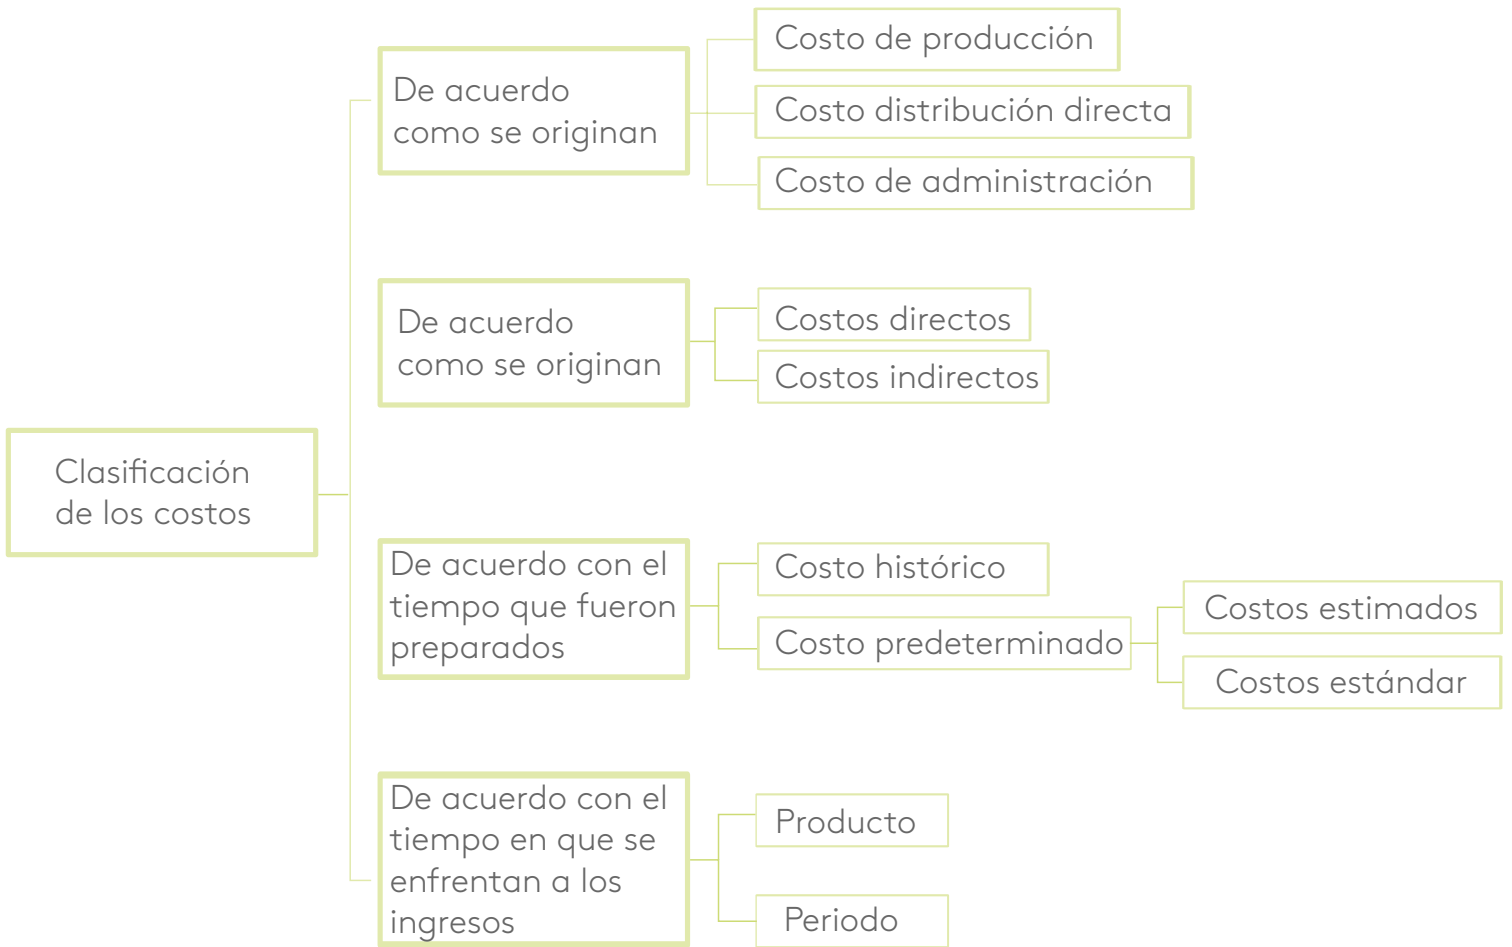 Clasificación
de los costos
De acuerdo
como se originan
Costo de producción
Costo distribución directa
Costo de administración
De acuerdo
como se originan
Costos directos
Costos indirectos
De acuerdo con el
tiempo que fueron
preparados
Costo histórico
Costo predeterminado
Costos estimados
Costos estándar
De acuerdo con el
tiempo en que se
enfrentan a los
ingresos
Producto
Periodo